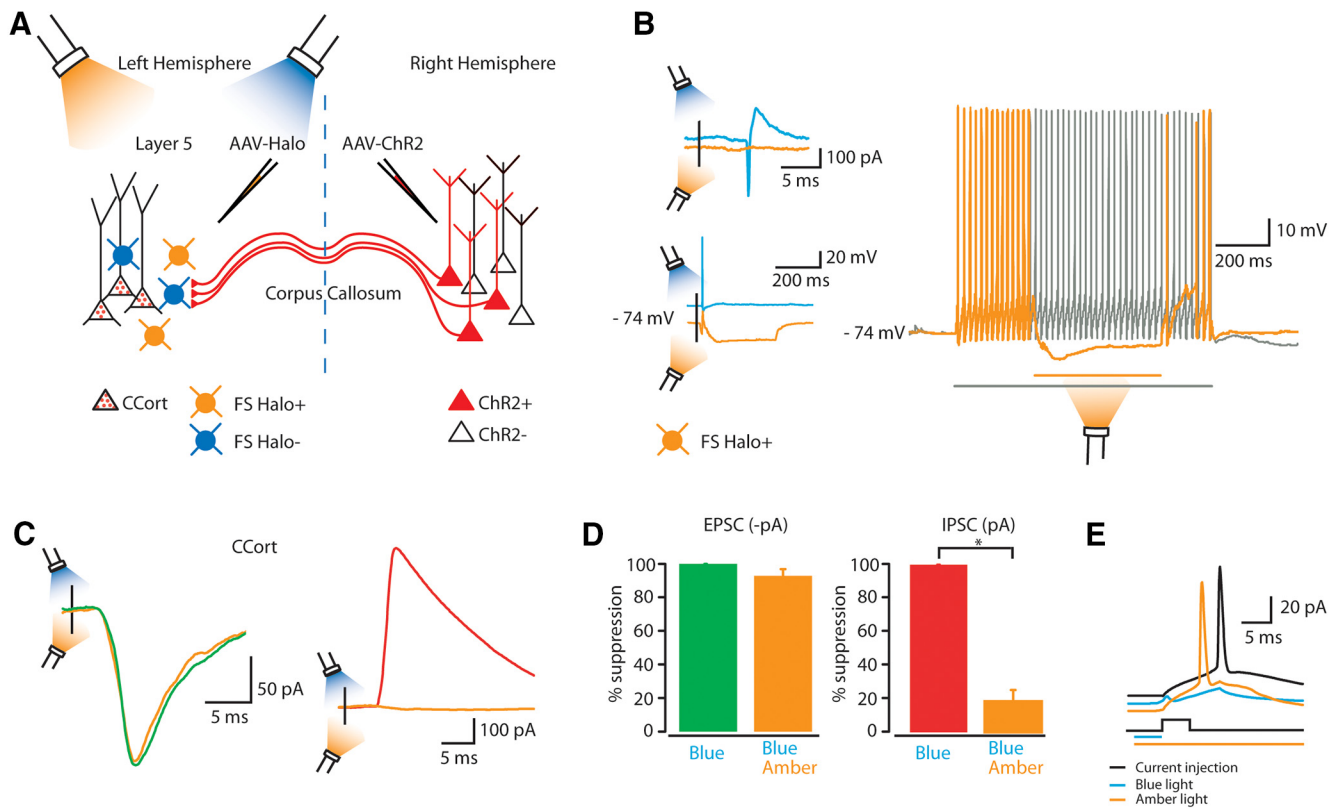 A
Left Hemisphere
Right Hemisphere
Layer 5
AAV-Halo
AAV-ChR2
Corpus Callosum
CCort
FS Halo+
FS Halo-
ChR2+
ChR2-
B
100 pA
5 ms
20 mV
200 ms
- 74 mV
FS Halo+
10 mV
200 ms
- 74 mV
C
CCort
50 pA
5 ms
100 pA
5 ms
D
EPSC (-pA)
% suppression
100
80
60
40
20
0
Blue
Blue
Amber
IPSC (pA)
*
% suppression
100
80
60
40
20
0
Blue
Blue
Amber
E
20 pA
5 ms
Current injection
Blue light
Amber light